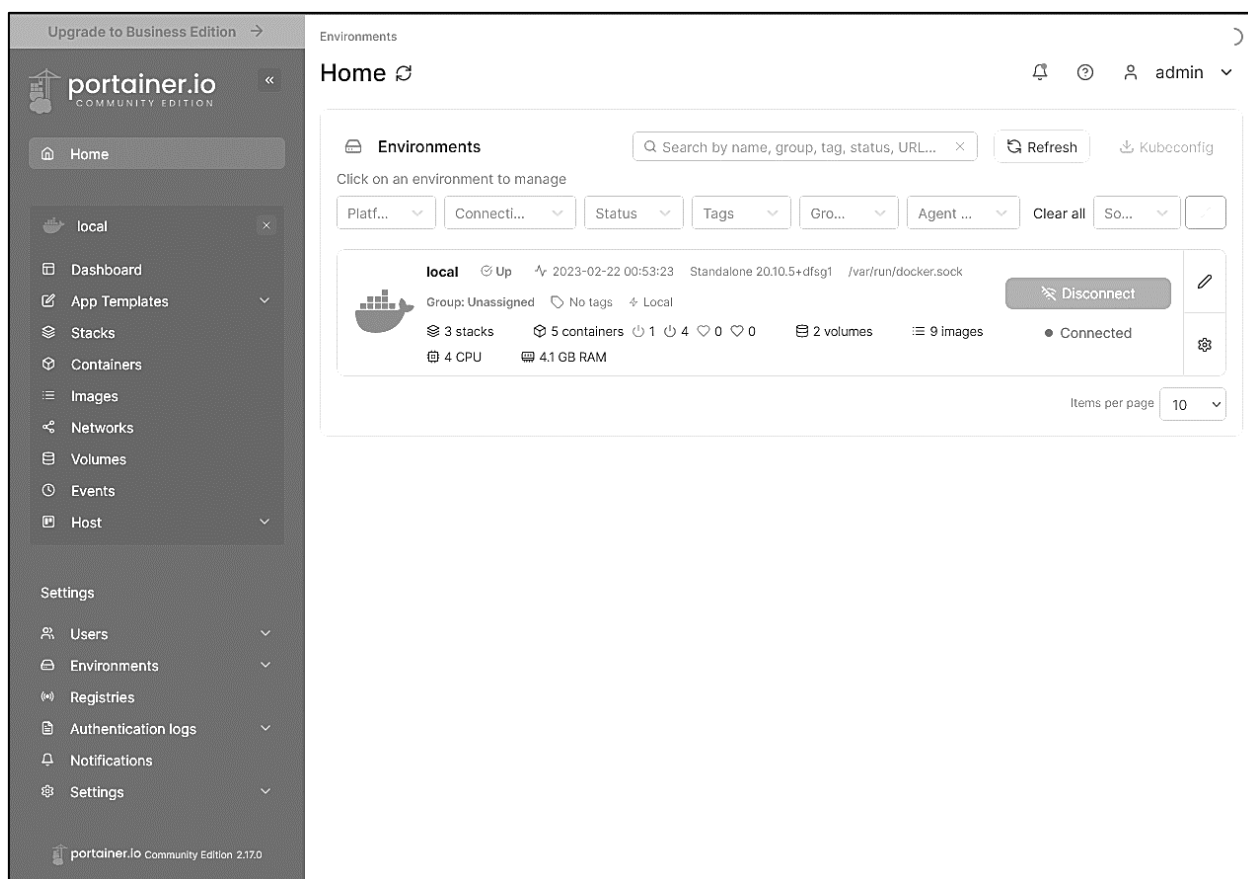 Upgrade to Business Edition
portainer.io
COMMUNITY EDITION
Home
local
Dashboard
App Templates
Stacks
Containers
Images
Networks
Volumes
Events
Host
Settings
Users
Environments
Registries
Authentication logs
Notifications
Settings
portainer.io Community Edition 2.17.0
Environments
Home
admin
Environments
Search by name, group, tag, status, URL...
Refresh
Kubeconfig
Click on an environment to manage
Platf... Connecti... Status Tags Gro... Agent ... Clear all So...
local Up 2023-02-22 00:53:23 Standalone 20.10.5+dfsg1 /var/run/docker.sock
Group: Unassigned No tags Local
3 stacks 5 containers 1 4 0 0 2 volumes 9 images
4 CPU 4.1 GB RAM
Disconnect
Connected
Items per page 10